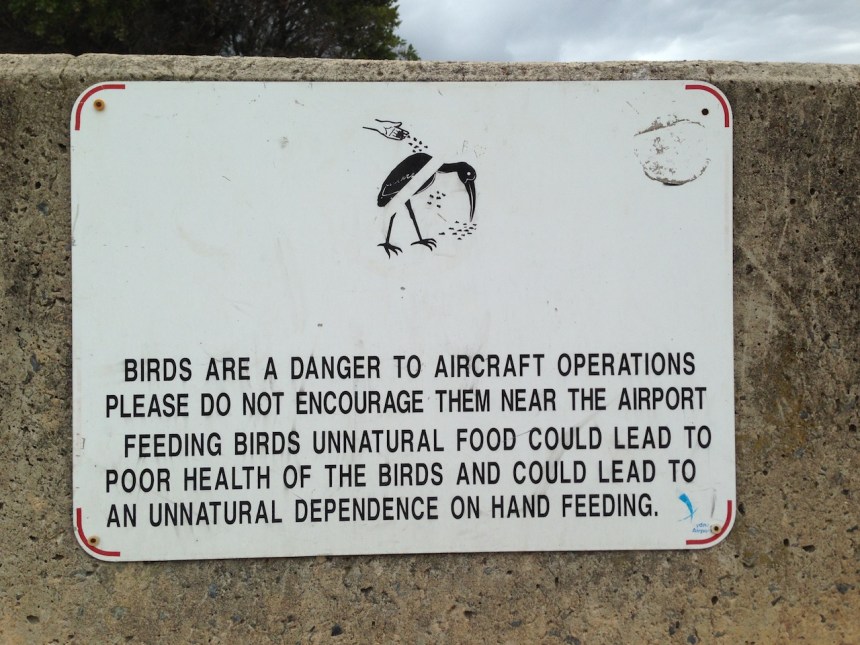 BIRDS ARE A DANGER TO AIRCRAFT OPERATIONS
PLEASE DO NOT ENCOURAGE THEM NEAR THE AIRPORT
FEEDING BIRDS UNNATURAL FOOD COULD LEAD TO
POOR HEALTH OF THE BIRDS AND COULD LEAD TO
AN UNNATURAL DEPENDENCE ON HAND FEEDING.